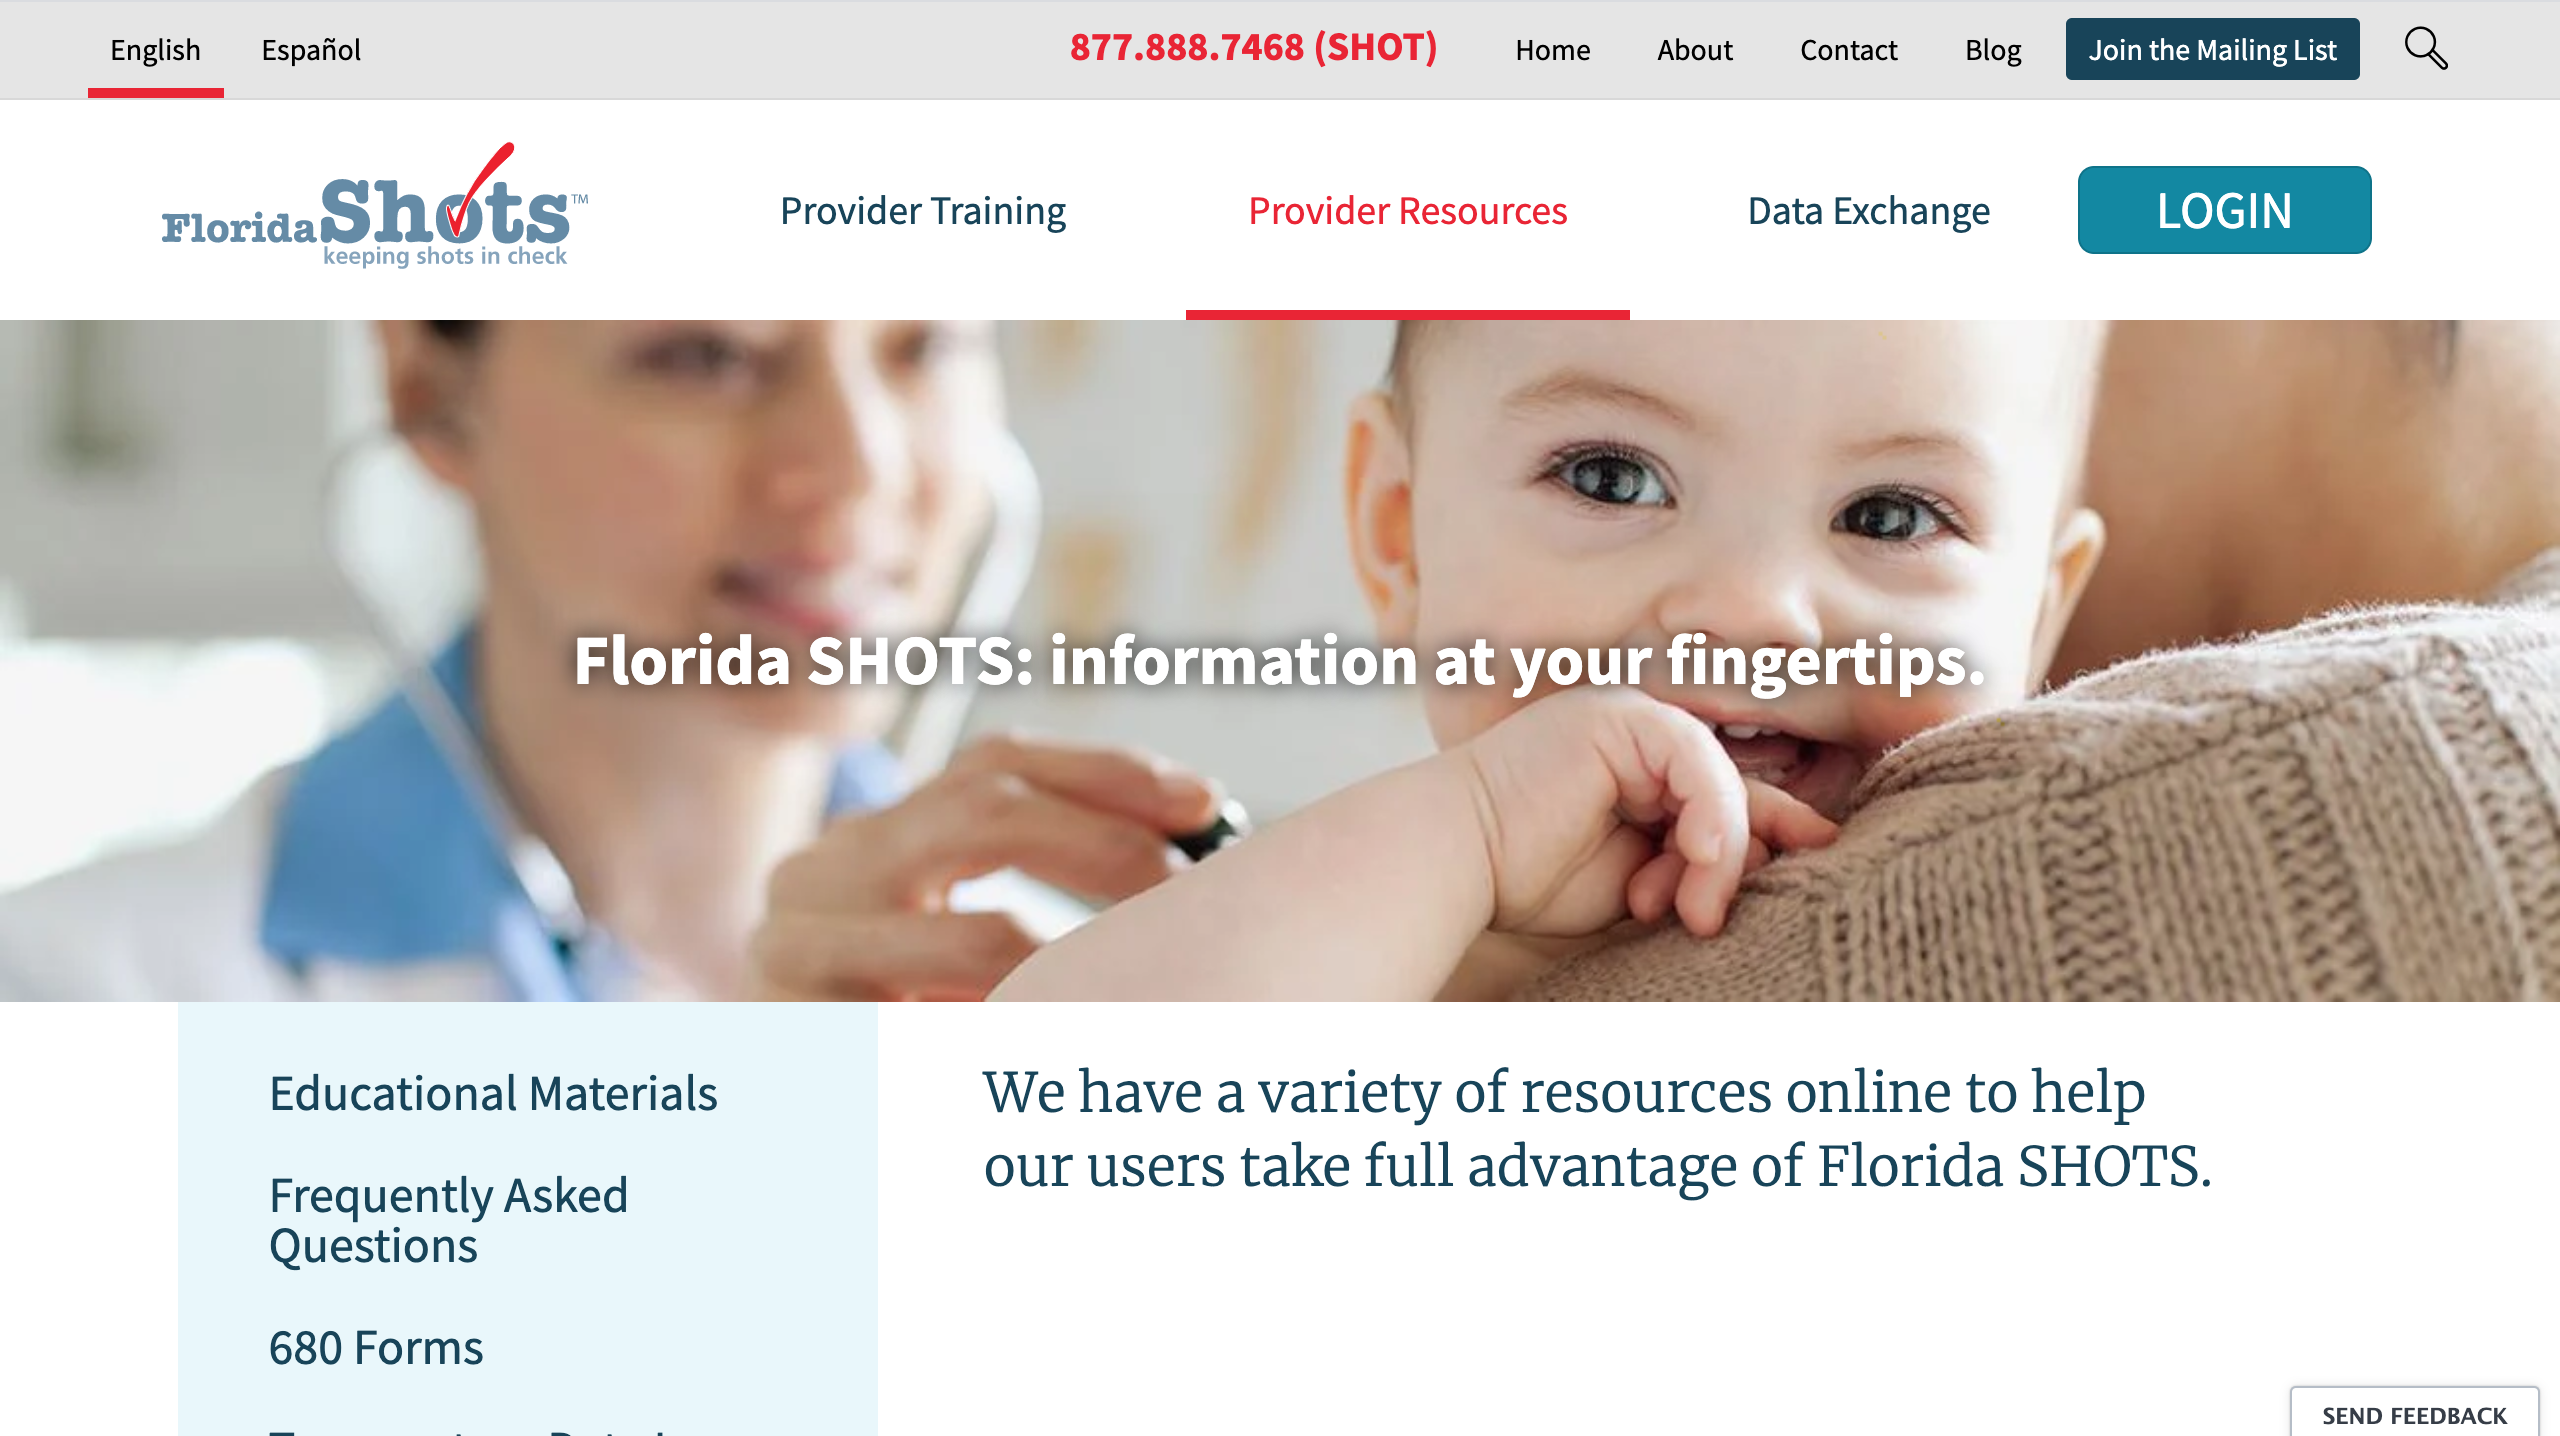 English Español 877.888.7468 (SHOT) Home About Contact Blog Join the Mailing List
Florida Shots™
keeping shots in check
Provider Training Provider Resources Data Exchange LOGIN
Florida SHOTS: information at your fingertips.
Educational Materials
Frequently Asked
Questions
680 Forms
We have a variety of resources online to help
our users take full advantage of Florida SHOTS.
SEND FEEDBACK